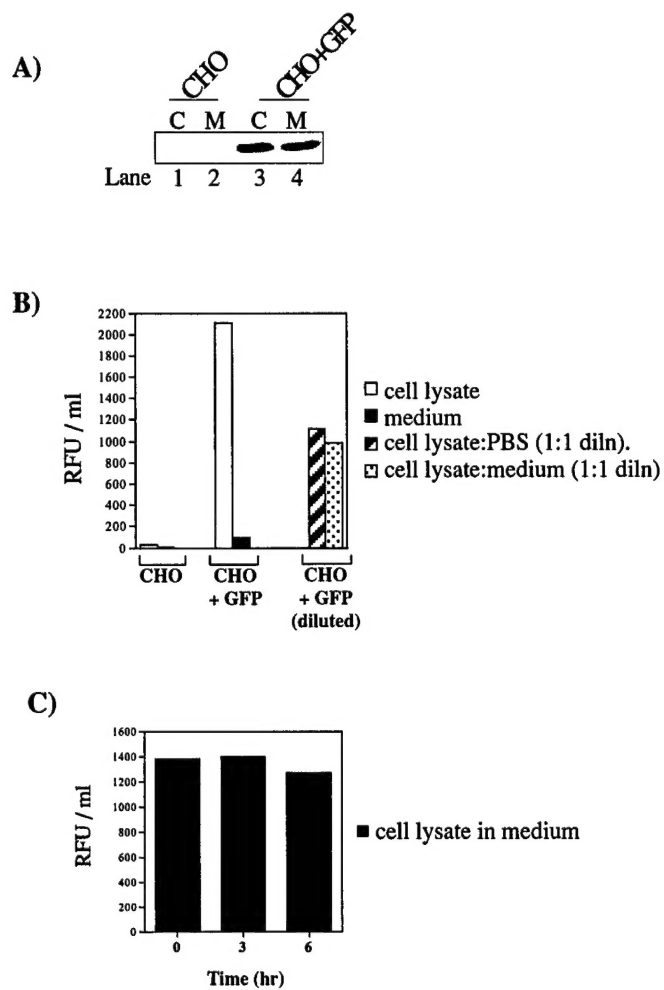 A)
CHO
CHO+GFP
C M C M
Lane 1 2 3 4
B)
RFU / ml
2200
2000
1800
1600
1400
1200
1000
800
600
400
200
0
CHO
CHO
+ GFP
CHO
+ GFP
(diluted)
cell lysate
medium
cell lysate:PBS (1:1 diln).
cell lysate:medium (1:1 diln)
C)
RFU / ml
1600
1400
1200
1000
800
600
400
200
0
0 3 6
Time (hr)
cell lysate in medium